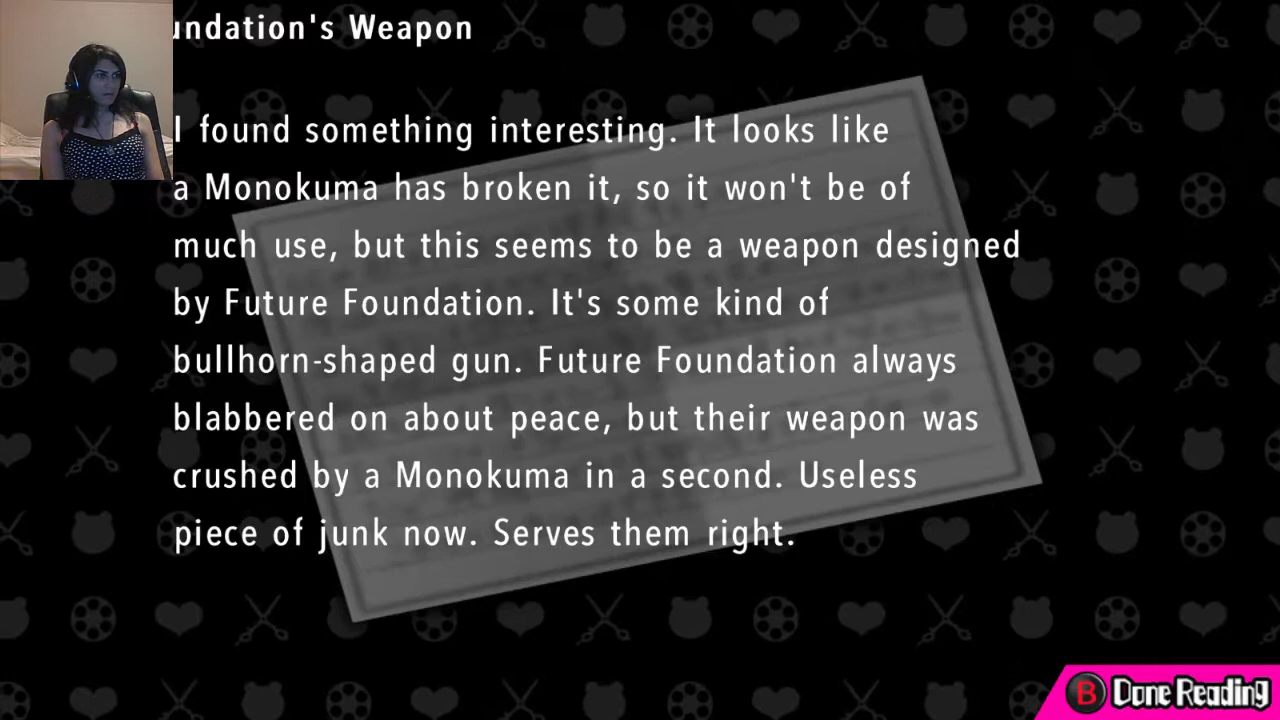 undation's Weapon
I found something interesting. It looks like
a Monokuma has broken it, so it won't be of
much use, but this seems to be a weapon designed
by Future Foundation. It's some kind of
bullhorn-shaped gun. Future Foundation always
blabbered on about peace, but their weapon was
crushed by a Monokuma in a second. Useless
piece of junk now. Serves them right.
B Done Reading